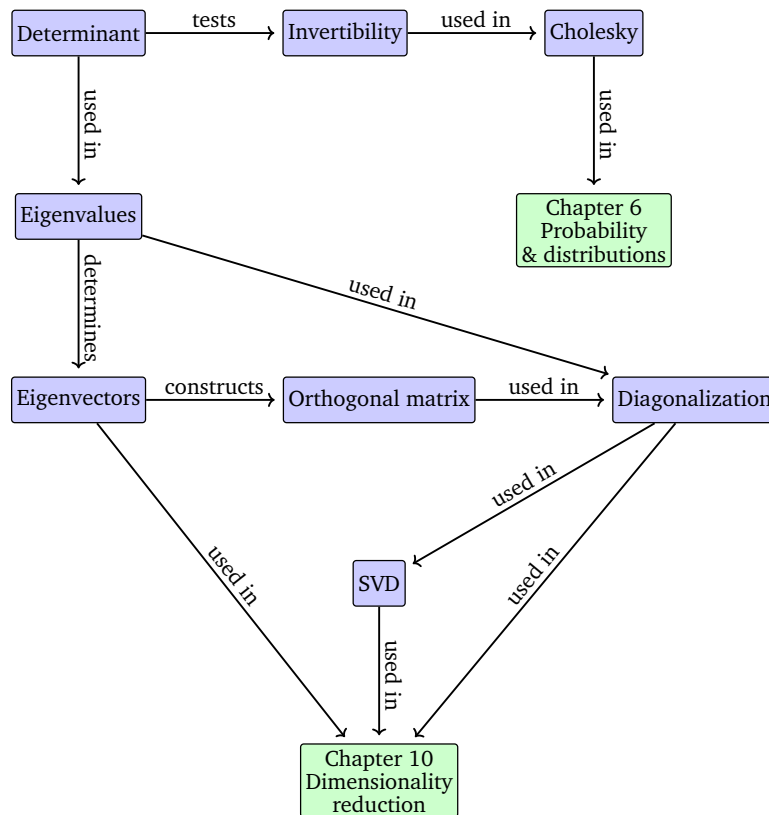 Determinant
tests
Invertibility
used in
Cholesky
used in
used in
Eigenvalues
Chapter 6
Probability
& distributions
determines
used in
Eigenvectors
constructs
Orthogonal matrix
used in
Diagonalization
used in
used in
used in
SVD
used in
Chapter 10
Dimensionality
reduction